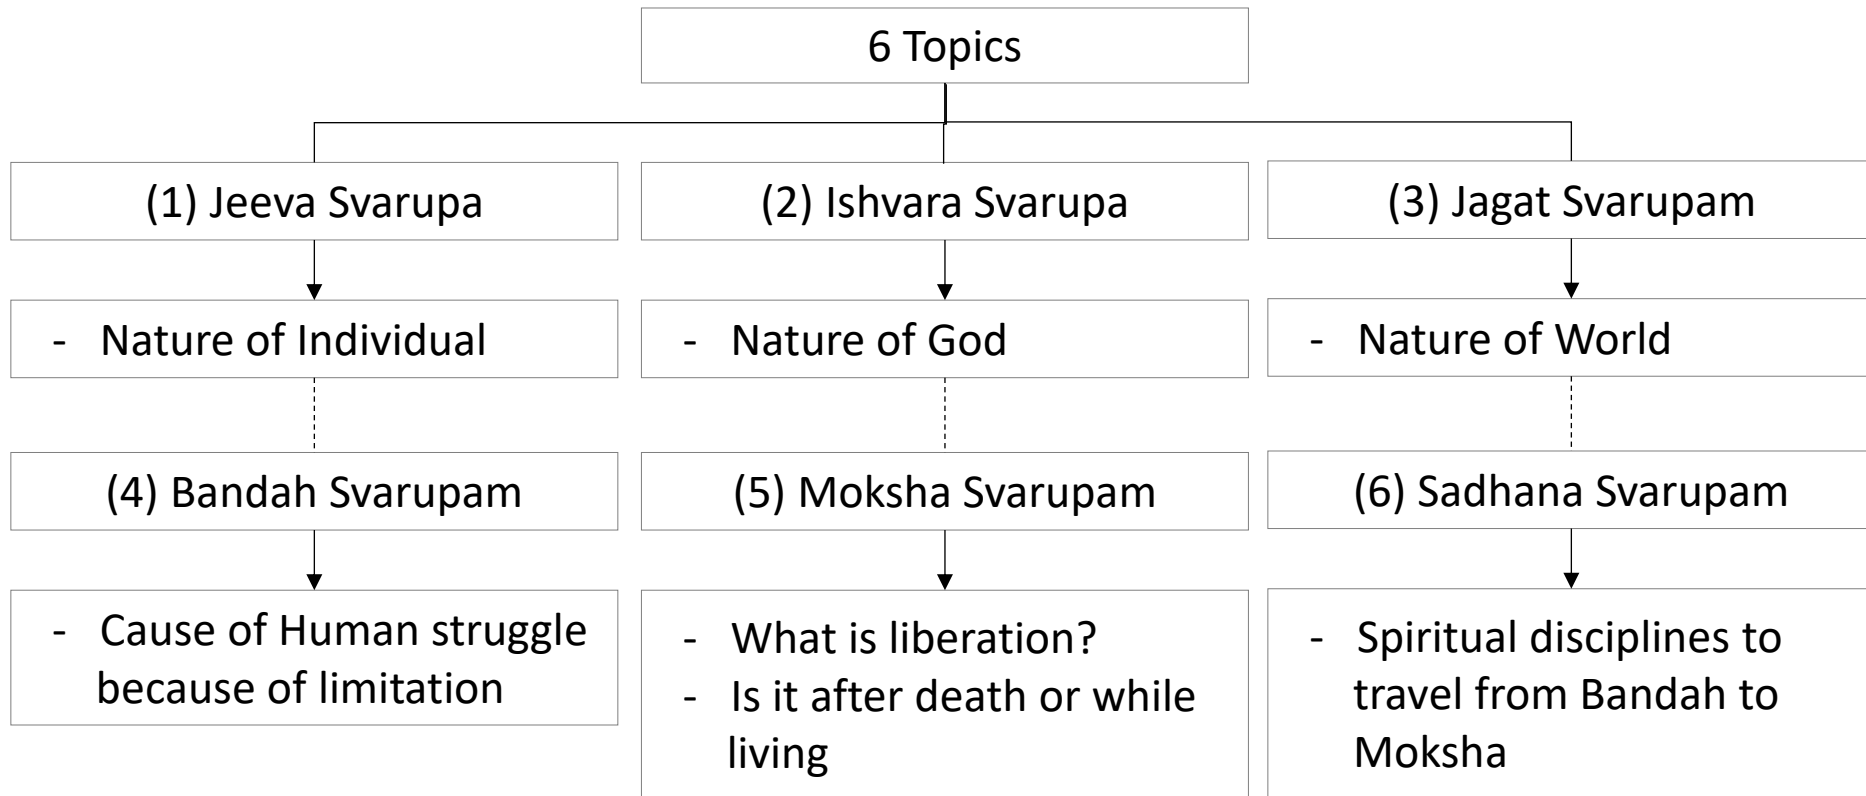 6 Topics
(1) Jeeva Svarupa
(2) Ishvara Svarupa
(3) Jagat Svarupam
- Nature of Individual
- Nature of God
- Nature of World
(4) Bandah Svarupam
(5) Moksha Svarupam
(6) Sadhana Svarupam
- Cause of Human struggle
because of limitation
- What is liberation?
- Is it after death or while
living
- Spiritual disciplines to
travel from Bandah to
Moksha